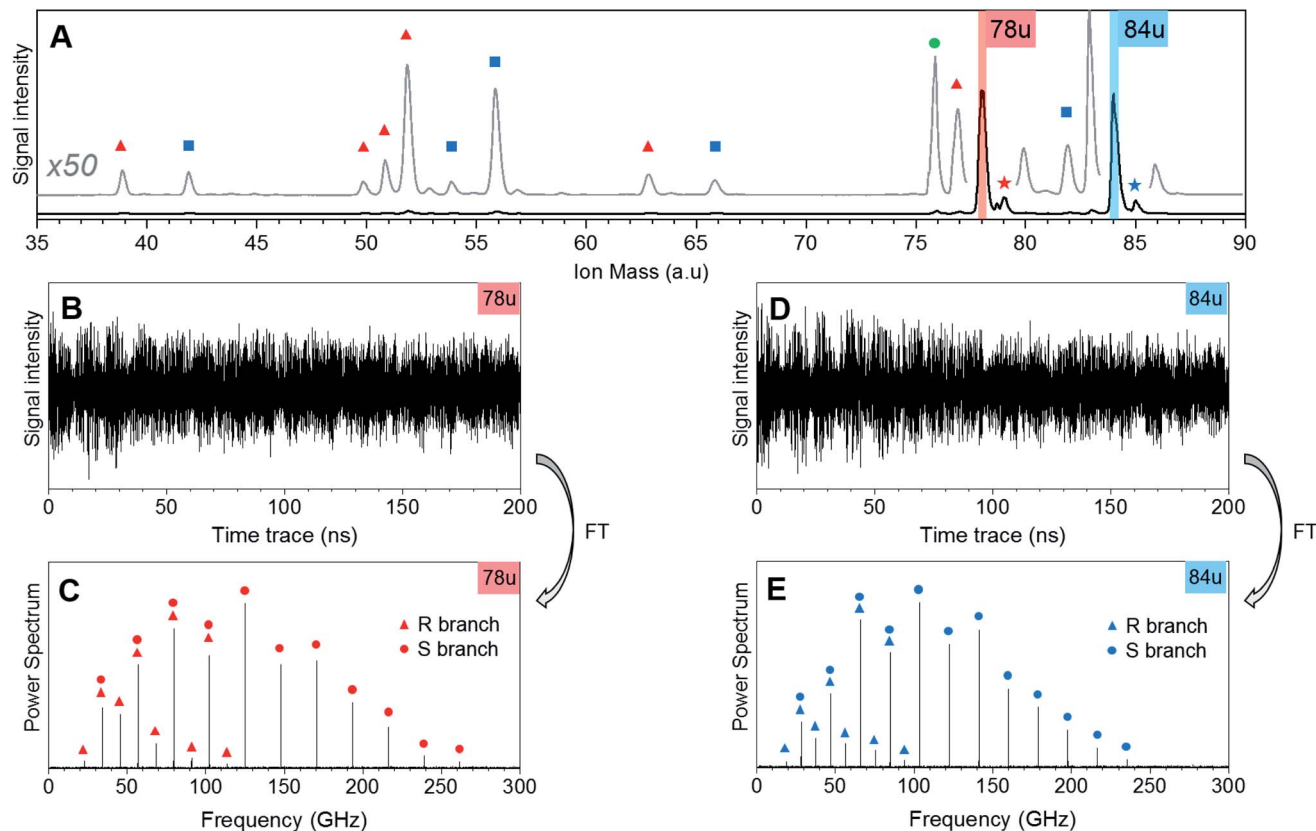 A
78u
84u
Signal intensity
x50
35 40 45 50 55 60 65 70 75 80 85 90
Ion Mass (a.u)
B
78u
Signal intensity
0 50 100 150 200
Time trace (ns)
D
84u
Signal intensity
0 50 100 150 200
Time trace (ns)
FT
FT
C
78u
R branch
S branch
Power Spectrum
0 50 100 150 200 250 300
Frequency (GHz)
E
84u
R branch
S branch
Power Spectrum
0 50 100 150 200 250 300
Frequency (GHz)